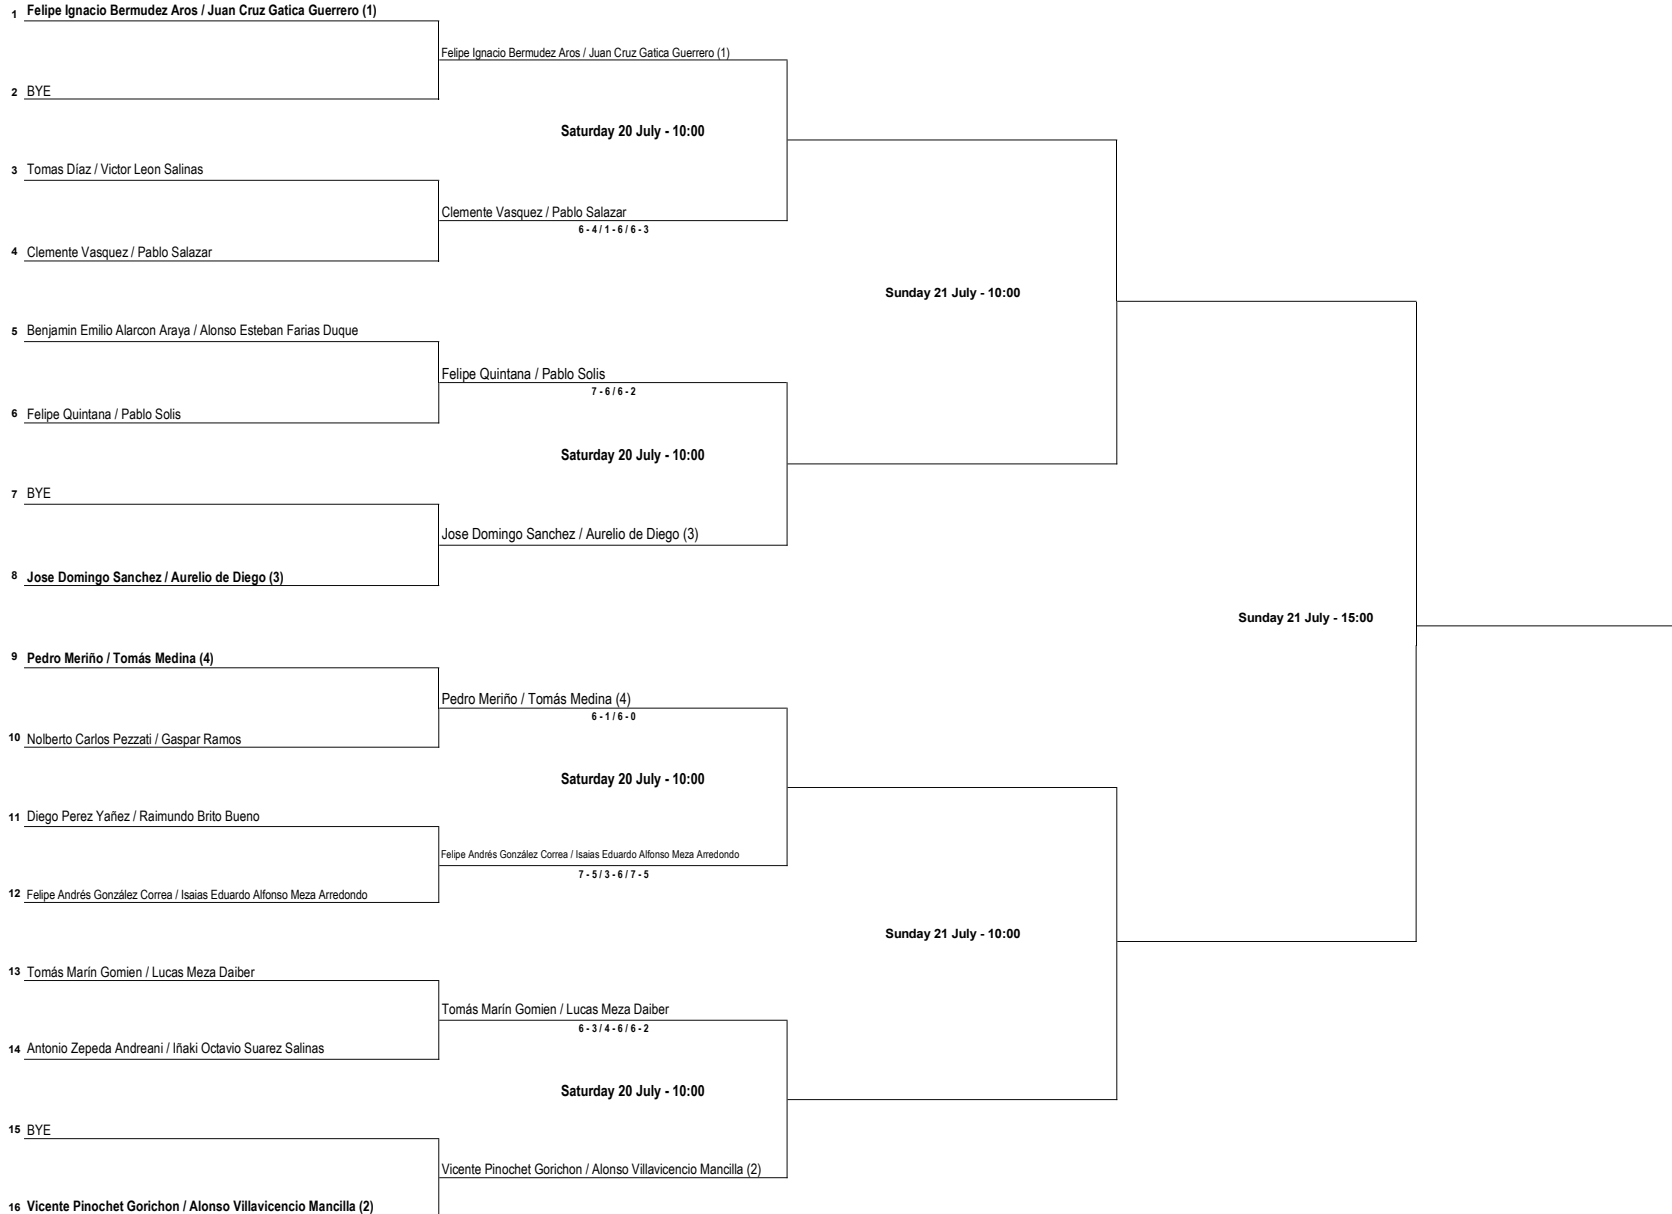 1 Felipe Ignacio Bermudez Aros / Juan Cruz Gatica Guerrero (1)
Felipe Ignacio Bermudez Aros / Juan Cruz Gatica Guerrero (1)
2 BYE
Saturday 20 July - 10:00
3 Tomas Díaz / Victor Leon Salinas
Clemente Vasquez / Pablo Salazar
6 - 4 / 1 - 6 / 6 - 3
4 Clemente Vasquez / Pablo Salazar
Sunday 21 July - 10:00
5 Benjamin Emilio Alarcon Araya / Alonso Esteban Farias Duque
Felipe Quintana / Pablo Solis
7 - 6 / 6 - 2
6 Felipe Quintana / Pablo Solis
Saturday 20 July - 10:00
7 BYE
Jose Domingo Sanchez / Aurelio de Diego (3)
8 Jose Domingo Sanchez / Aurelio de Diego (3)
Sunday 21 July - 15:00
9 Pedro Meriño / Tomás Medina (4)
Pedro Meriño / Tomás Medina (4)
6 - 1 / 6 - 0
10 Nolberto Carlos Pezzati / Gaspar Ramos
Saturday 20 July - 10:00
11 Diego Perez Yañez / Raimundo Brito Bueno
Felipe Andrés González Correa / Isaias Eduardo Alfonso Meza Arredondo
7 - 5 / 3 - 6 / 7 - 5
12 Felipe Andrés González Correa / Isaias Eduardo Alfonso Meza Arredondo
Sunday 21 July - 10:00
13 Tomás Marín Gomien / Lucas Meza Daiber
Tomás Marín Gomien / Lucas Meza Daiber
6 - 3 / 4 - 6 / 6 - 2
14 Antonio Zepeda Andreani / Iñaki Octavio Suarez Salinas
Saturday 20 July - 10:00
15 BYE
Vicente Pinochet Gorichon / Alonso Villavicencio Mancilla (2)
16 Vicente Pinochet Gorichon / Alonso Villavicencio Mancilla (2)